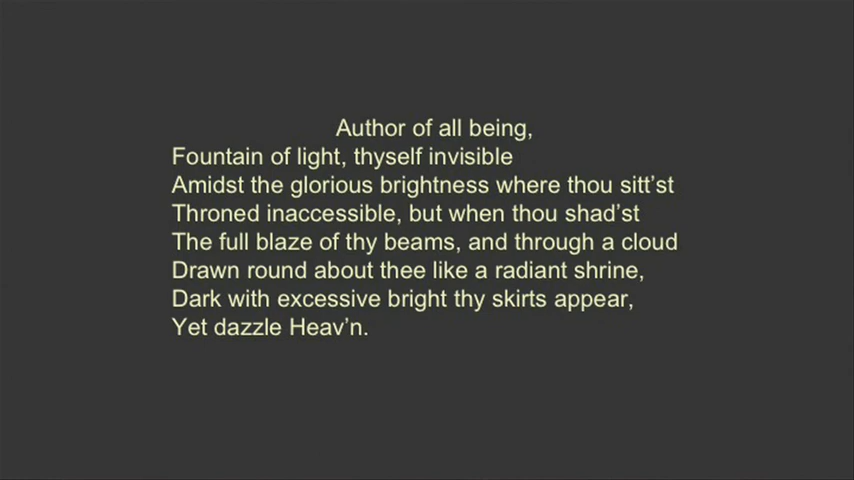 Author of all being,
Fountain of light, thyself invisible
Amidst the glorious brightness where thou sitt’st
Throned inaccessible, but when thou shad’st
The full blaze of thy beams, and through a cloud
Drawn round about thee like a radiant shrine,
Dark with excessive bright thy skirts appear,
Yet dazzle Heav’n.